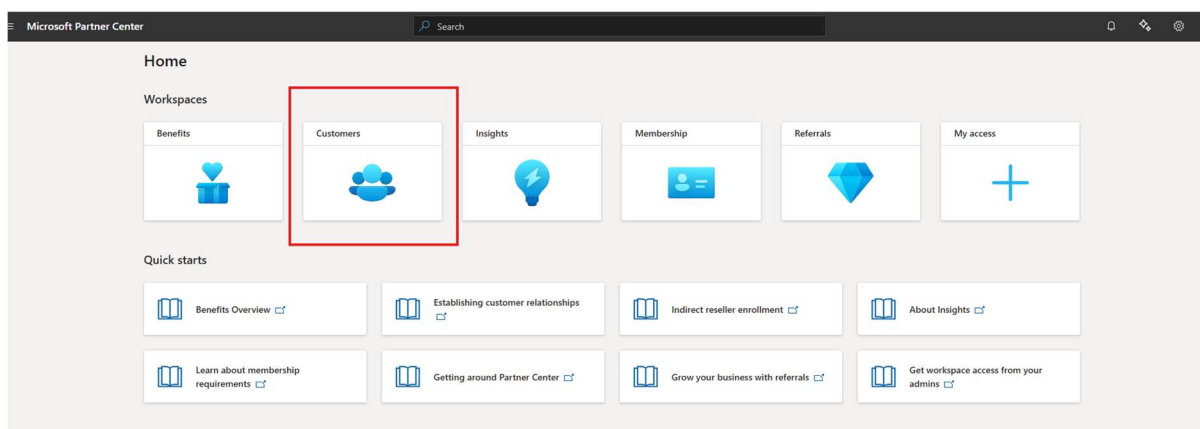 Microsoft Partner Center
Search
Home
Workspaces
Benefits
Customers
Insights
Membership
Referrals
My access
Quick starts
Benefits Overview
Establishing customer relationships
Indirect reseller enrollment
About Insights
Learn about membership
requirements
Getting around Partner Center
Grow your business with referrals
Get workspace access from your
admins